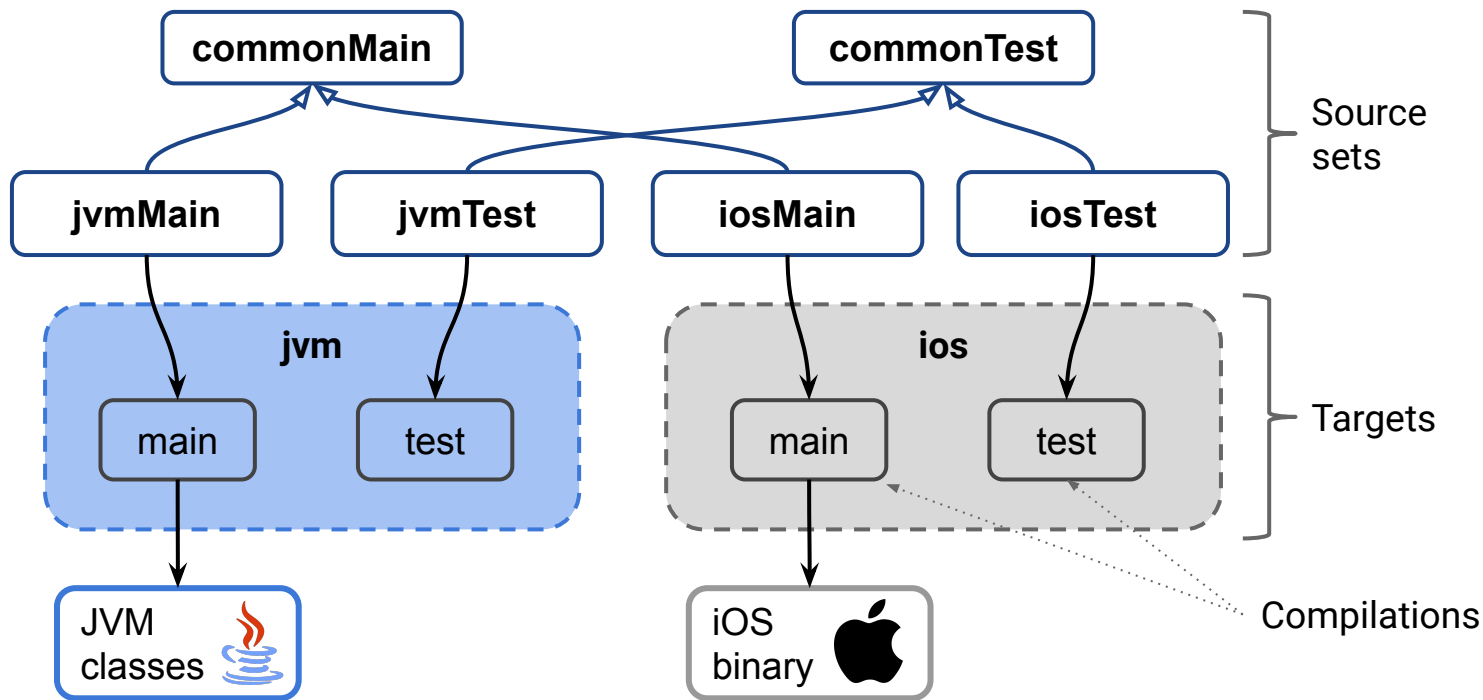 commonMain
commonTest
Source
sets
jvmMain
jvmTest
iosMain
iosTest
jvm
ios
main
test
main
test
Targets
JVM
classes
iOS
binary
Compilations